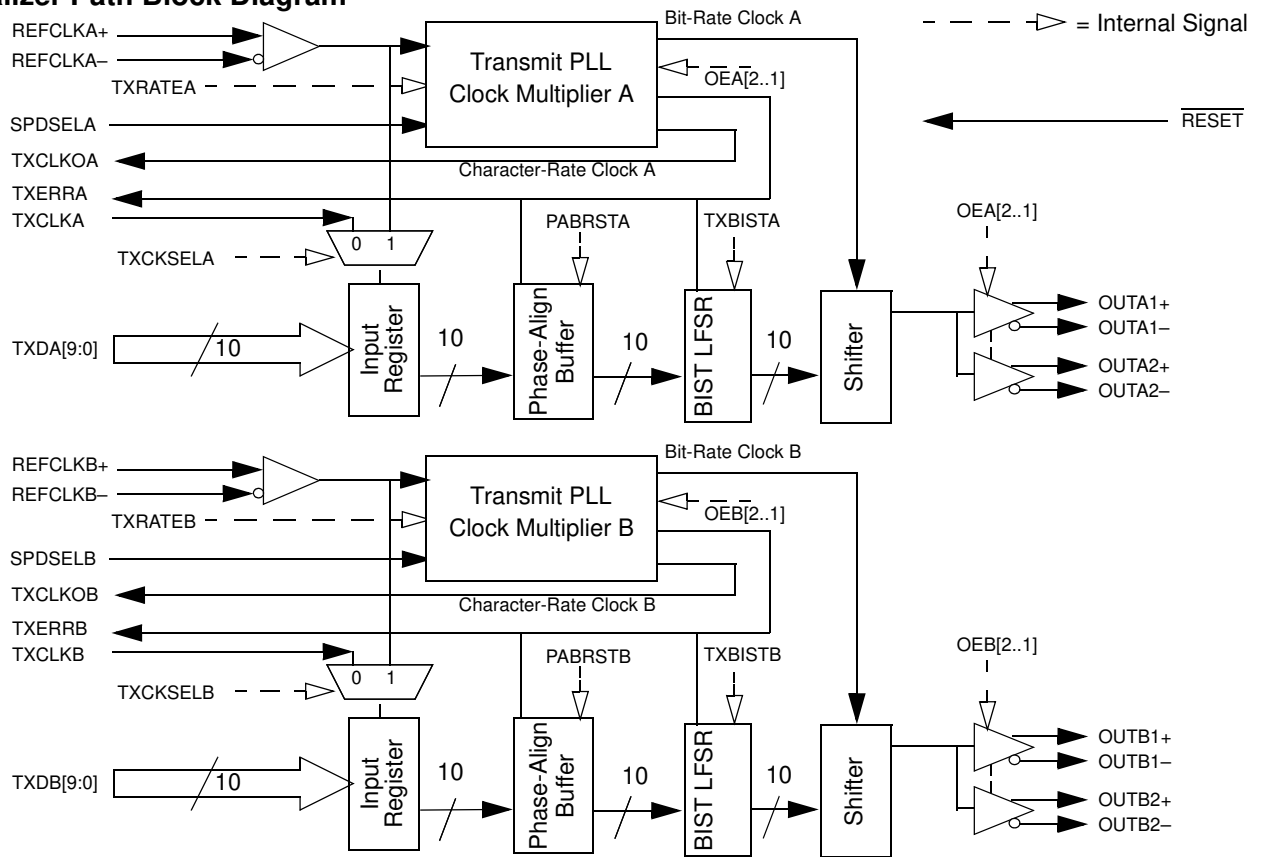 alizer Path Block Diagram
= Internal Signal
RESET
REFCLKA+
REFCLKA–
TXRATEA
SPDSELA
TXCLKOA
TXERRA
TXCLKA
TXCKSELA
TXDA[9:0]
Transmit PLL
Clock Multiplier A
Bit-Rate Clock A
OEA[2..1]
Character-Rate Clock A
0 1
PABRSTA
TXBISTA
OEA[2..1]
10
Input
Register
10
Phase-Align
Buffer
10
BIST LFSR
10
Shifter
OUTA1+
OUTA1–
OUTA2+
OUTA2–
REFCLKB+
REFCLKB–
TXRATEB
SPDSELB
TXCLKOB
TXERRB
TXCLKB
TXCKSELB
TXDB[9:0]
Transmit PLL
Clock Multiplier B
Bit-Rate Clock B
OEB[2..1]
Character-Rate Clock B
0 1
PABRSTB
TXBISTB
OEB[2..1]
10
Input
Register
10
Phase-Align
Buffer
10
BIST LFSR
10
Shifter
OUTB1+
OUTB1–
OUTB2+
OUTB2–